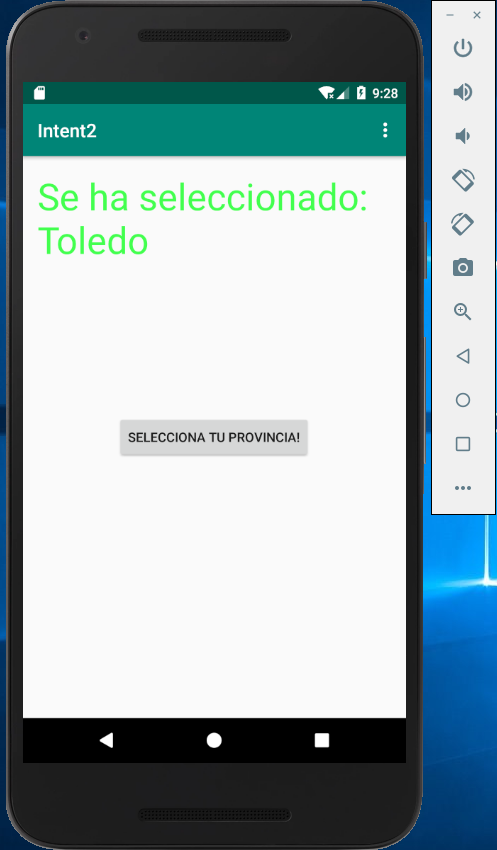 9:28
Intent2
Se ha seleccionado:
Toledo
SELECCIONA TU PROVINCIA!